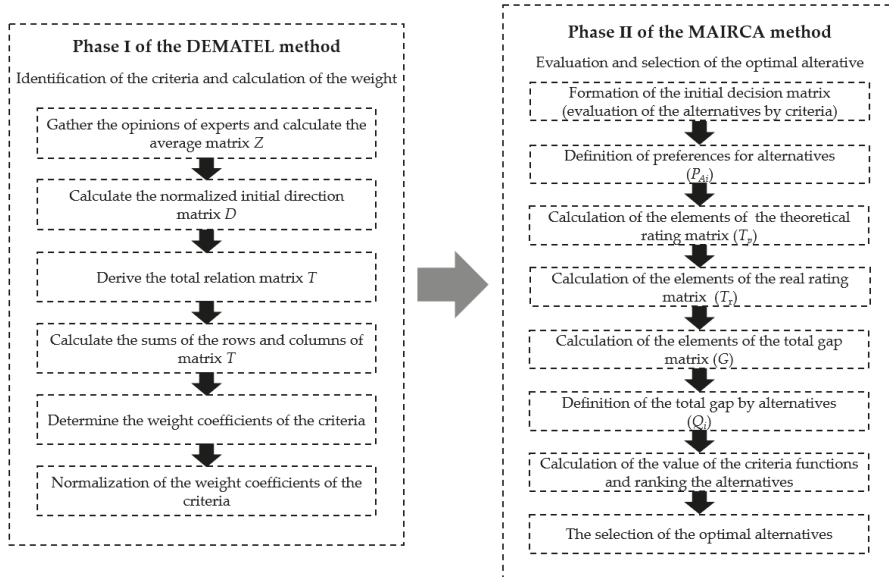 Phase I of the DEMATEL method
Identification of the criteria and calculation of the weight
Gather the opinions of experts and calculate the
average matrix Z
Calculate the normalized initial direction
matrix D
Derive the total relation matrix T
Calculate the sums of the rows and columns of
matrix T
Determine the weight coefficients of the criteria
Normalization of the weight coefficients of the
criteria
Phase II of the MAIRCA method
Evaluation and selection of the optimal alterative
Formation of the initial decision matrix
(evaluation of the alternatives by criteria)
Definition of preferences for alternatives
(P_Ai)
Calculation of the elements of the theoretical
rating matrix (T_p)
Calculation of the elements of the real rating
matrix (T_r)
Calculation of the elements of the total gap
matrix (G)
Definition of the total gap by alternatives
(Q_i)
Calculation of the value of the criteria functions
and ranking the alternatives
The selection of the optimal alternatives